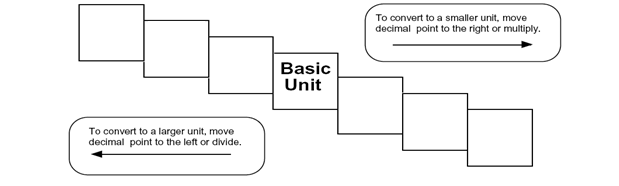 To convert to a smaller unit, move
decimal point to the right or multiply.
Basic
Unit
To convert to a larger unit, move
decimal point to the left or divide.